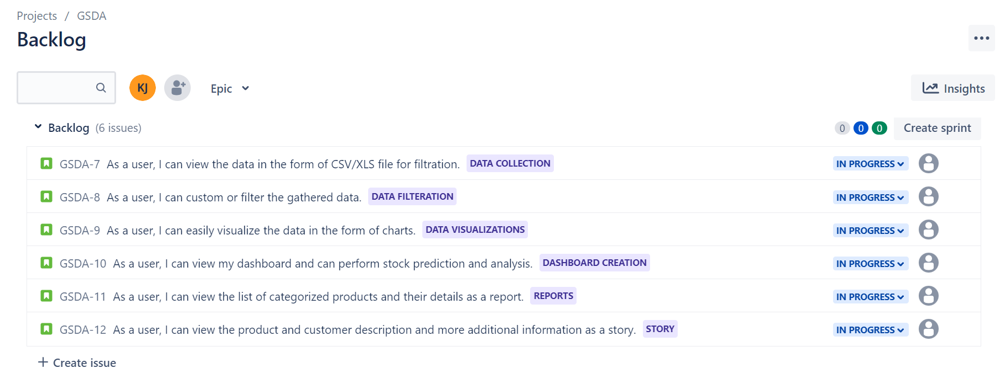 Projects / GSDA
Backlog
KJ Epic
Insights
Backlog (6 issues) 0 0 0 Create sprint
GSDA-7 As a user, I can view the data in the form of CSV/XLS file for filtration. DATA COLLECTION IN PROGRESS
GSDA-8 As a user, I can custom or filter the gathered data. DATA FILTERATION IN PROGRESS
GSDA-9 As a user, I can easily visualize the data in the form of charts. DATA VISUALIZATIONS IN PROGRESS
GSDA-10 As a user, I can view my dashboard and can perform stock prediction and analysis. DASHBOARD CREATION IN PROGRESS
GSDA-11 As a user, I can view the list of categorized products and their details as a report. REPORTS IN PROGRESS
GSDA-12 As a user, I can view the product and customer description and more additional information as a story. STORY IN PROGRESS
+ Create issue